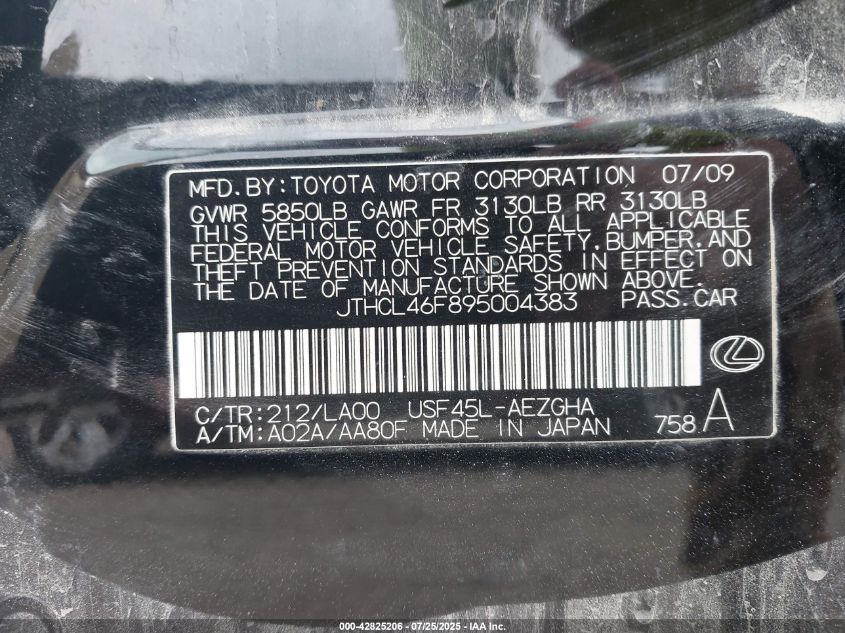 MFD.BY:TOYOTA MOTOR CORPORATION 07/09
GVWR 5850LB GAWR FR 3130LB RR 3130LB
THIS VEHICLE CONFORMS TO ALL APPLICABLE
FEDERAL MOTOR VEHICLE SAFETY,BUMPER,AND
THEFT PREVENTION STANDARDS IN EFFECT ON
THE DATE OF MANUFACTURE SHOWN ABOVE.
JTHCL46F895004383 PASS.CAR
C/TR:212/LA00 USF45L-AEZGHA
A/TM:A02A/AA80F MADE IN JAPAN 758 A
000-42825206 - 07/25/2025 - IAA Inc.